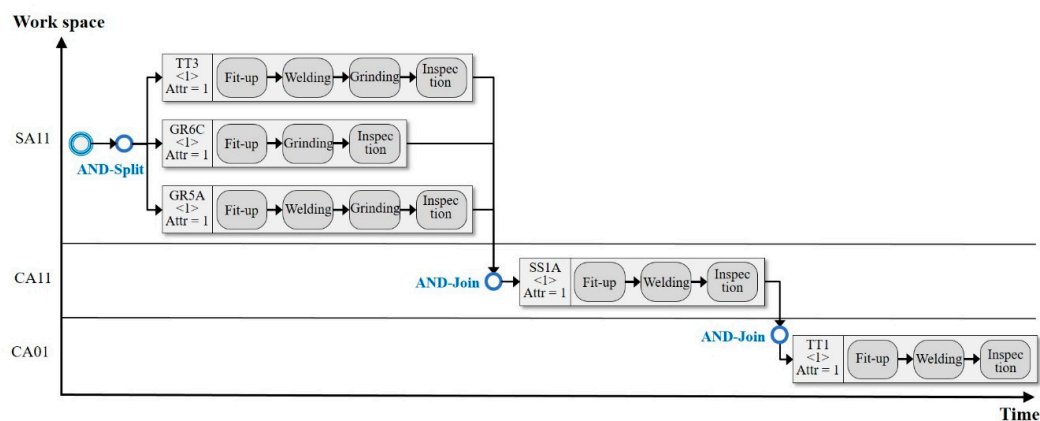 Work space
TT3
<1>
Attr = 1
Fit-up
Welding
Grinding
Inspec
tion
SA11
AND-Split
GR6C
<1>
Attr = 1
Fit-up
Grinding
Inspec
tion
GR5A
<1>
Attr = 1
Fit-up
Welding
Grinding
Inspec
tion
CA11
AND-Join
SS1A
<1>
Attr = 1
Fit-up
Welding
Inspec
tion
CA01
AND-Join
TT1
<1>
Attr = 1
Fit-up
Welding
Inspec
tion
Time